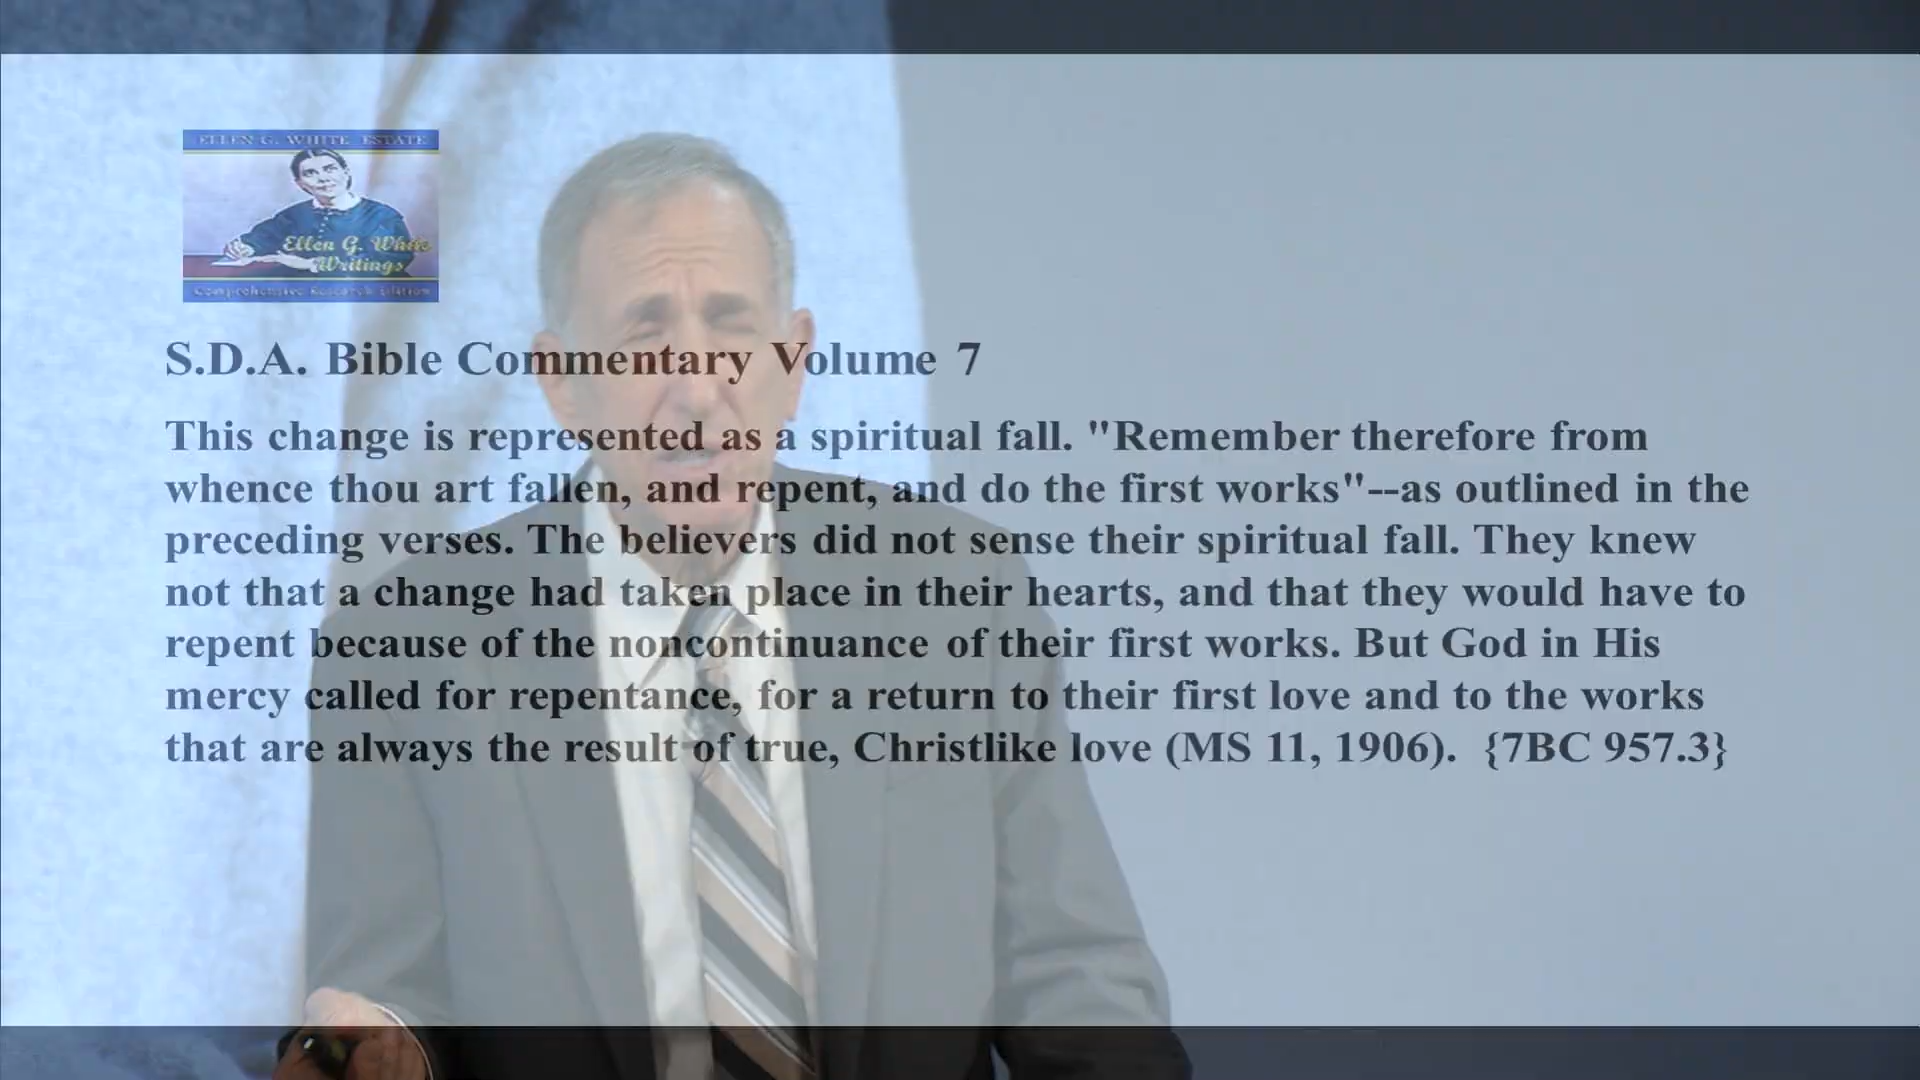 ELLEN G. WHITE ESTATE
Ellen G. White
Writings
Comprehensive Research Edition
S.D.A. Bible Commentary Volume 7
This change is represented as a spiritual fall. "Remember therefore from
whence thou art fallen, and repent, and do the first works"--as outlined in the
preceding verses. The believers did not sense their spiritual fall. They knew
not that a change had taken place in their hearts, and that they would have to
repent because of the noncontinuance of their first works. But God in His
mercy called for repentance, for a return to their first love and to the works
that are always the result of true, Christlike love (MS 11, 1906). {7BC 957.3}